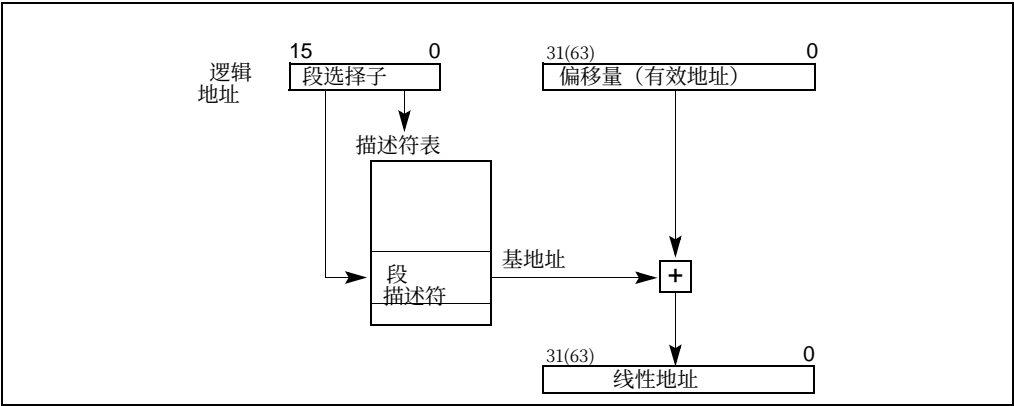 15 0 31(63) 0
逻辑
地址
段选择子
偏移量（有效地址）
描述符表
基地址
段
描述符
+
31(63) 0
线性地址